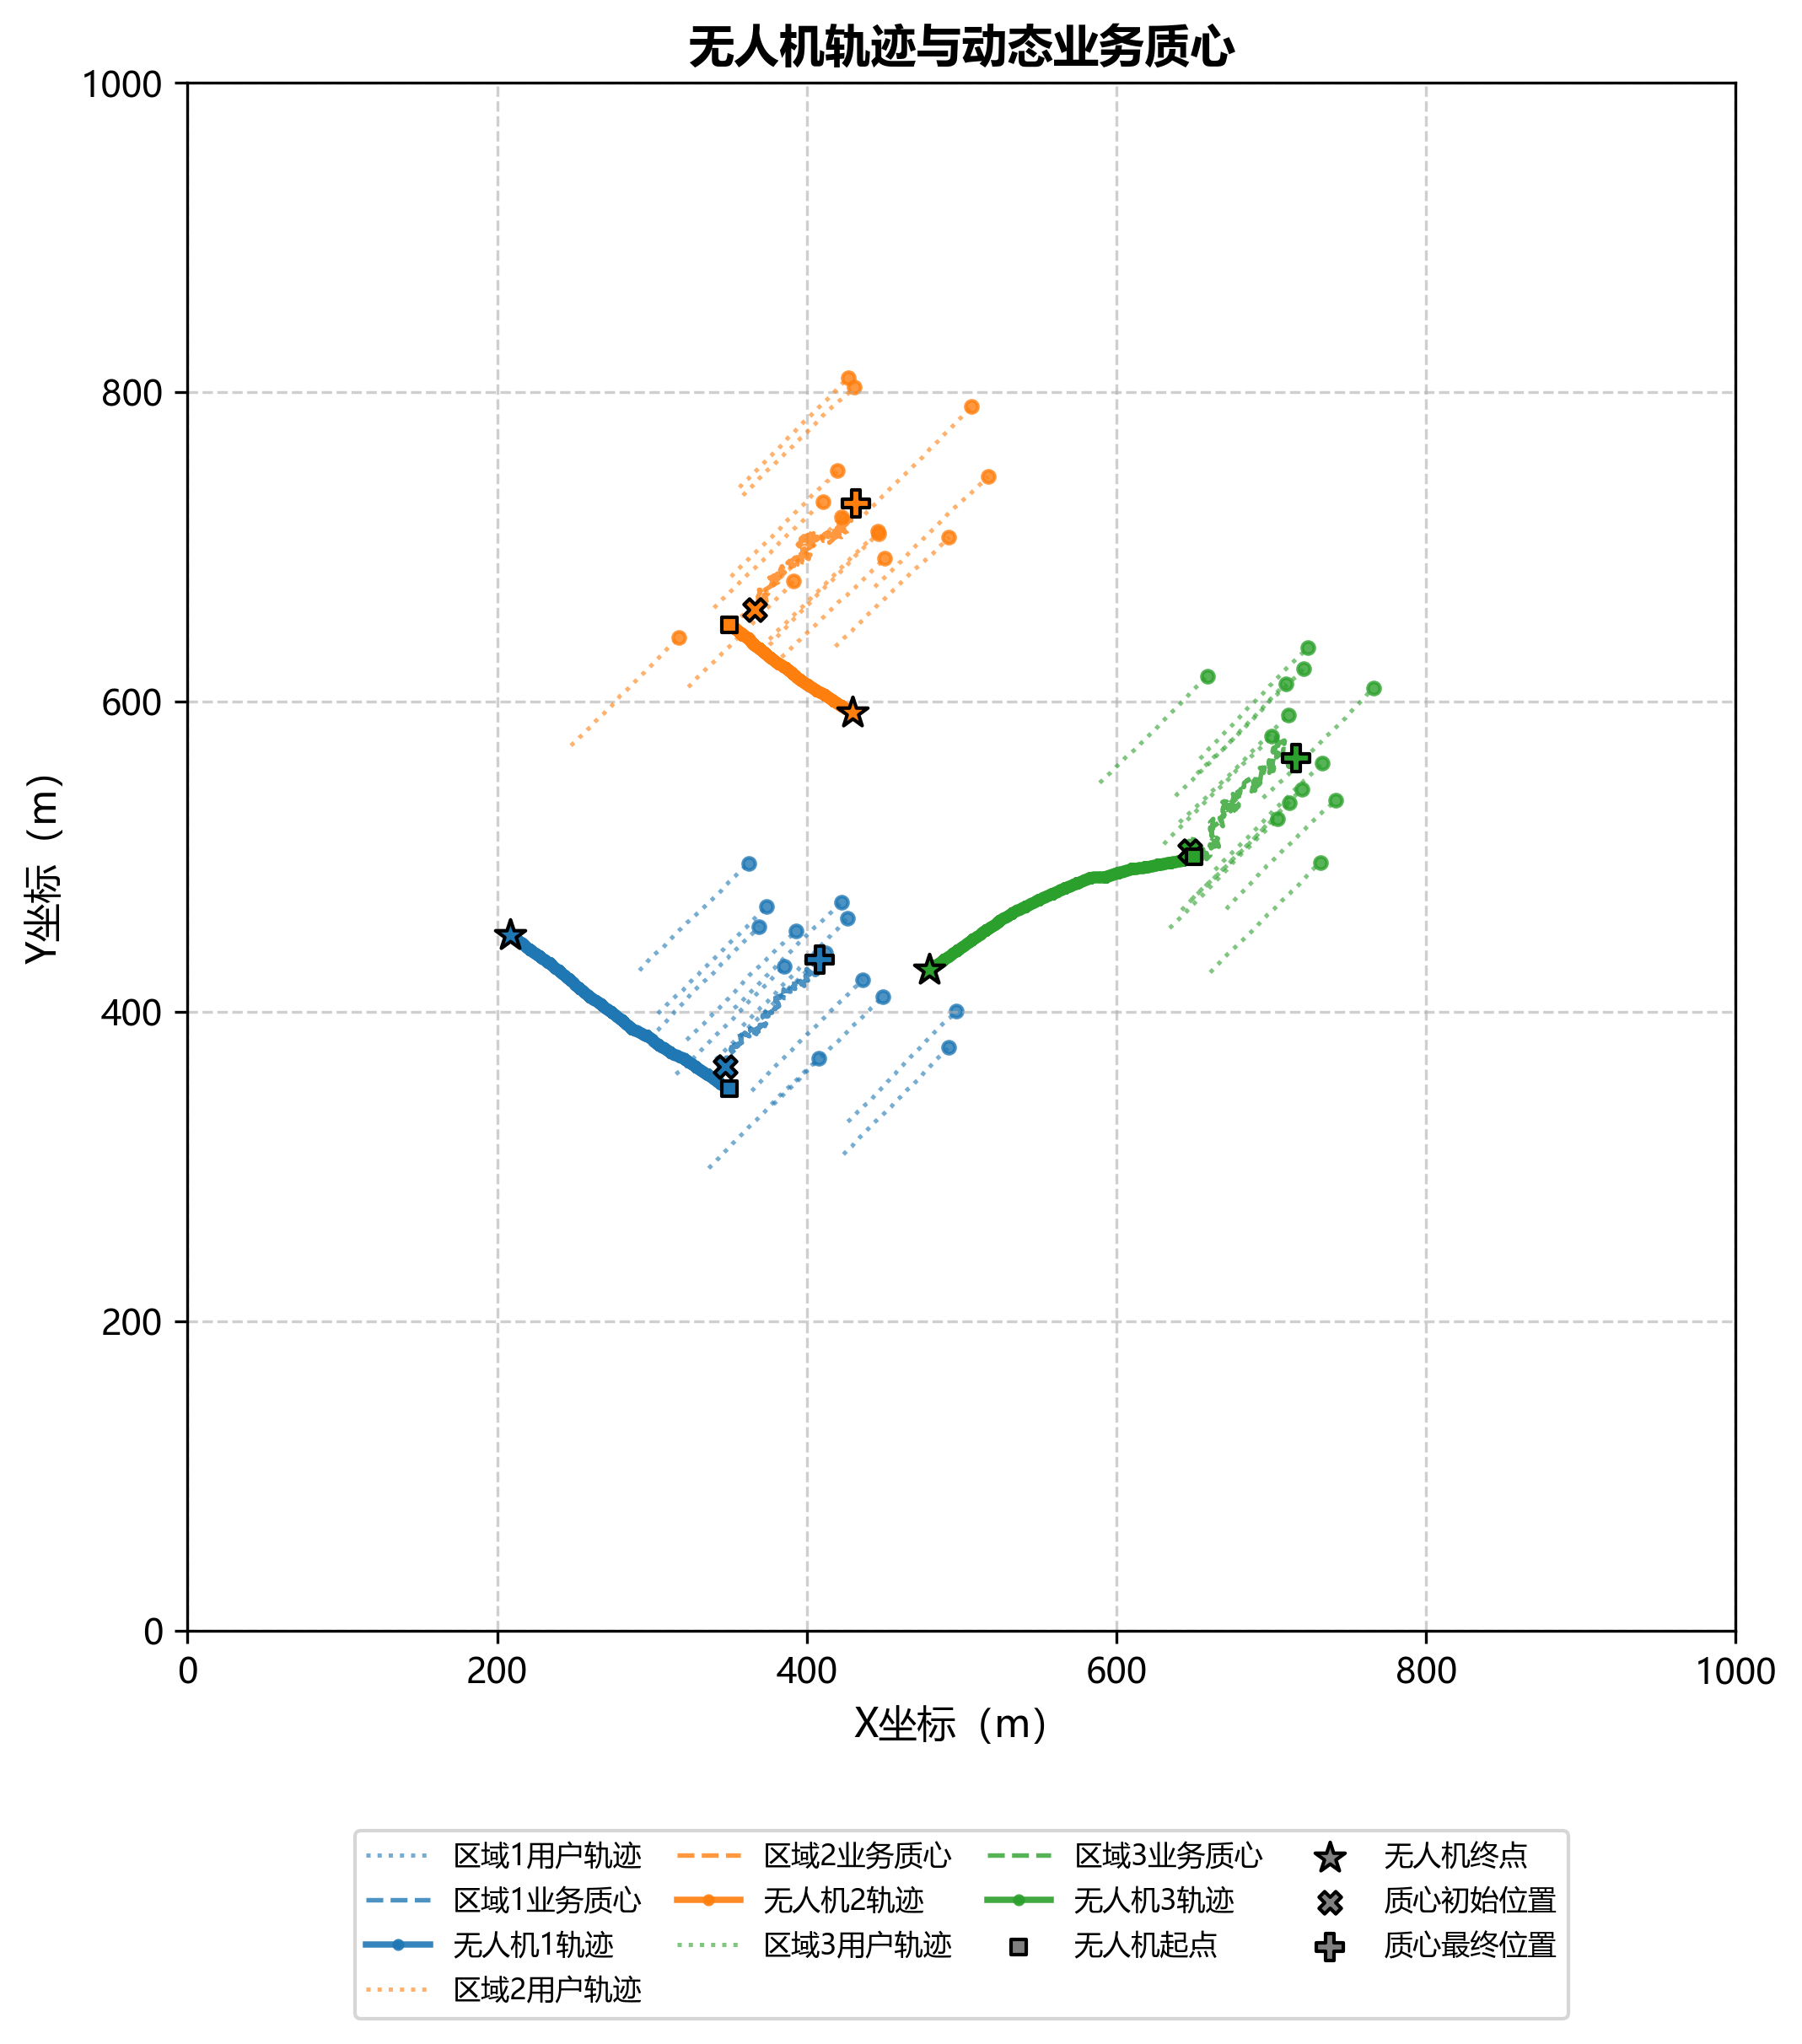 无人机轨迹与动态业务质心
1000
800
600
400
200
0
Y坐标（m）
0 200 400 600 800 1000
X坐标（m）
区域1用户轨迹
区域1业务质心
无人机1轨迹
区域2用户轨迹
区域2业务质心
无人机2轨迹
区域3用户轨迹
区域3业务质心
无人机3轨迹
无人机起点
无人机终点
质心初始位置
质心最终位置